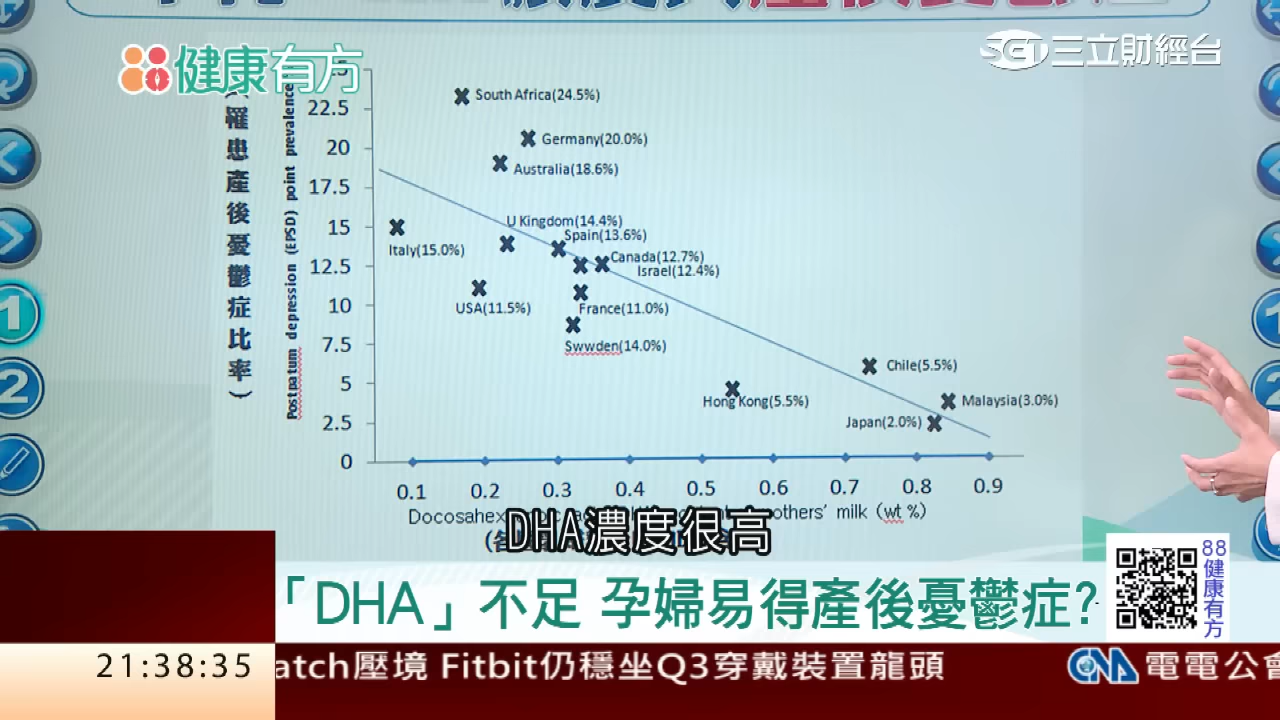 健康有方
SET三立財經台
(罹患產後憂鬱症比率)
Postpatum depression (EPSD) point prevalence
22.5
20
17.5
15
12.5
10
7.5
5
2.5
0
South Africa(24.5%)
Germany(20.0%)
Australia(18.6%)
U Kingdom(14.4%)
Spain(13.6%)
Italy(15.0%)
Canada(12.7%)
Israel(12.4%)
USA(11.5%)
France(11.0%)
Swwden(14.0%)
Chile(5.5%)
Hong Kong(5.5%)
Malaysia(3.0%)
Japan(2.0%)
0.1 0.2 0.3 0.4 0.5 0.6 0.7 0.8 0.9
mothers' milk (wt %)
DHA濃度很高
「DHA」不足 孕婦易得產後憂鬱症?
88健康有方
21:38:35
atch壓境 Fitbit仍穩坐Q3穿戴裝置龍頭
CNA 電電公會